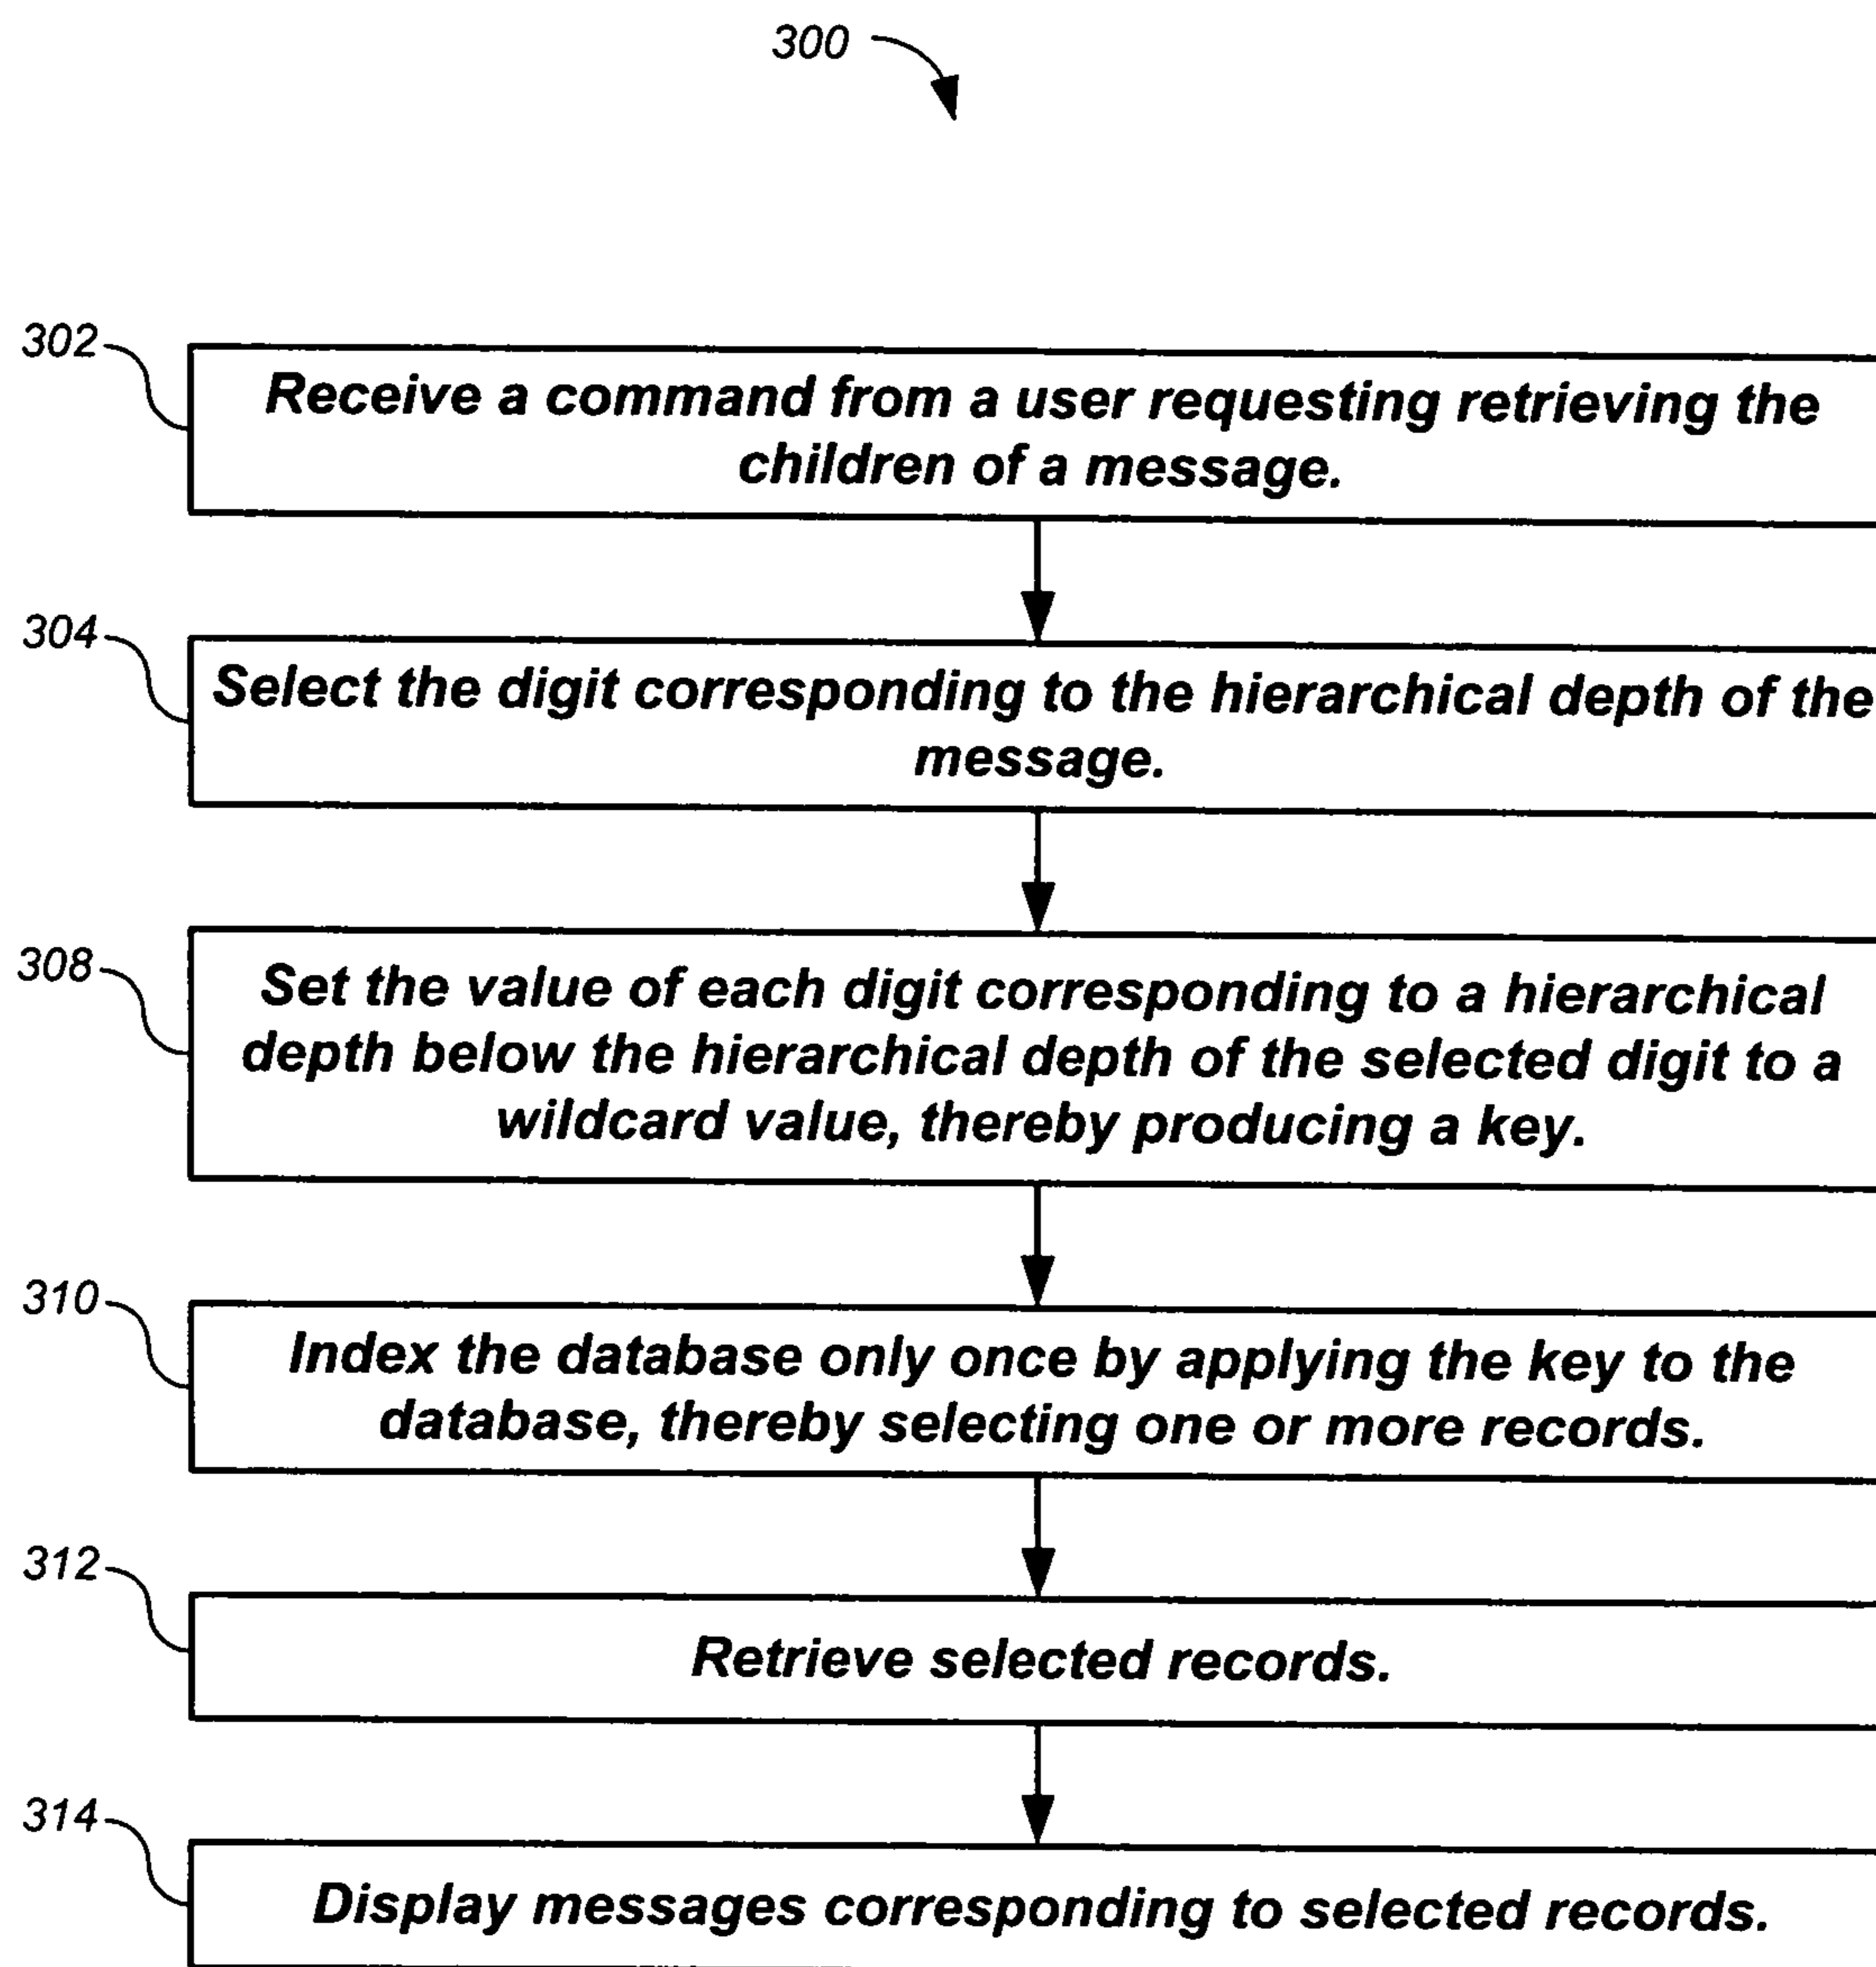 300
302
Receive a command from a user requesting retrieving the
children of a message.
304
Select the digit corresponding to the hierarchical depth of the
message.
308
Set the value of each digit corresponding to a hierarchical
depth below the hierarchical depth of the selected digit to a
wildcard value, thereby producing a key.
310
Index the database only once by applying the key to the
database, thereby selecting one or more records.
312
Retrieve selected records.
314
Display messages corresponding to selected records.